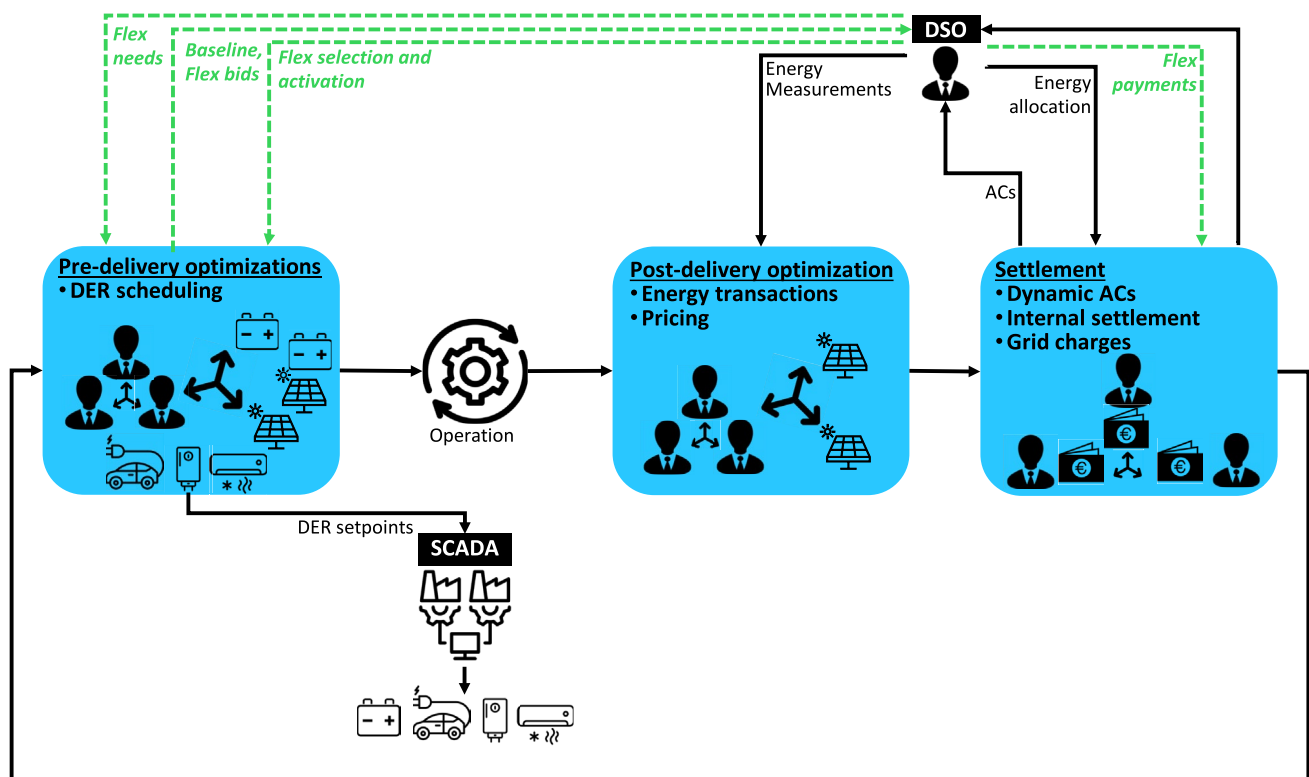 DSO
Flex
needs
Baseline,
Flex bids
Flex selection and
activation
Energy
Measurements
Energy
allocation
Flex
payments
ACs
Pre-delivery optimizations
• DER scheduling
Post-delivery optimization
• Energy transactions
• Pricing
Settlement
• Dynamic ACs
• Internal settlement
• Grid charges
Operation
DER setpoints
SCADA